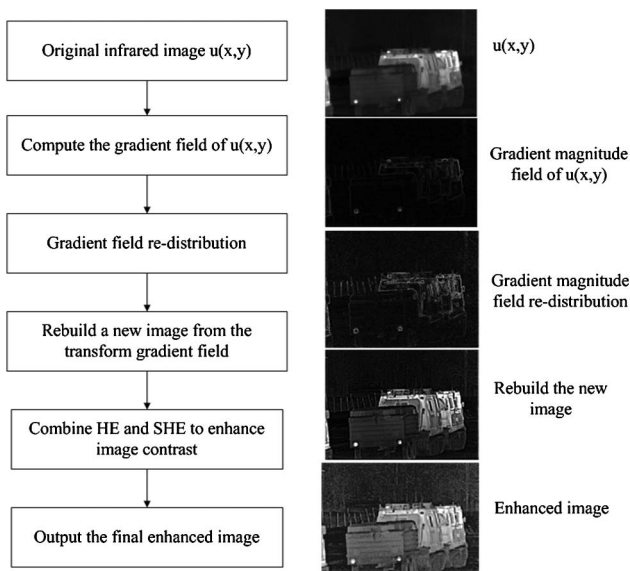 Original infrared image u(x,y)
Compute the gradient field of u(x,y)
Gradient field re-distribution
Rebuild a new image from the
transform gradient field
Combine HE and SHE to enhance
image contrast
Output the final enhanced image
u(x,y)
Gradient magnitude
field of u(x,y)
Gradient magnitude
field re-distribution
Rebuild the new
image
Enhanced image